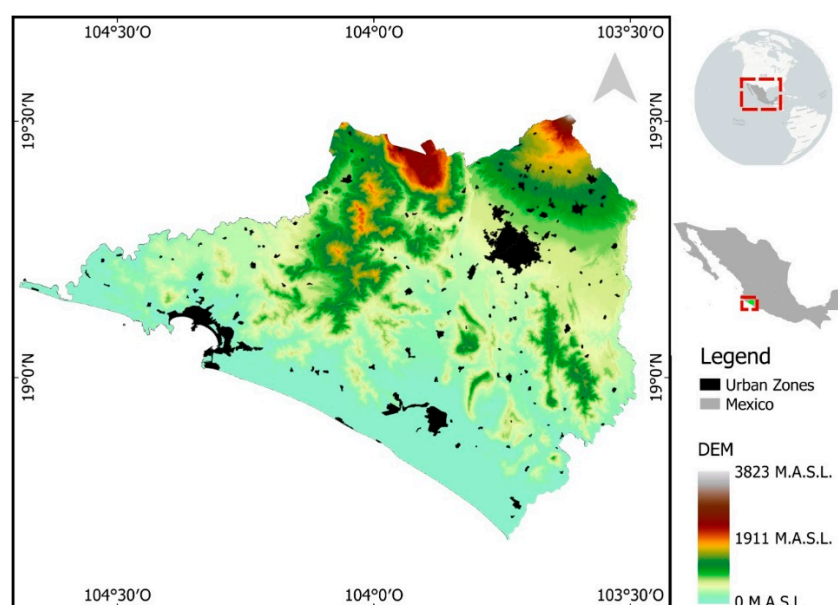 104°30'O 104°0'O 103°30'O
19°30'N
19°30'N
19°0'N
19°0'N
104°30'O 104°0'O 103°30'O
Legend
Urban Zones
Mexico
DEM
3823 M.A.S.L.
1911 M.A.S.L.
0 M.A.S.L.